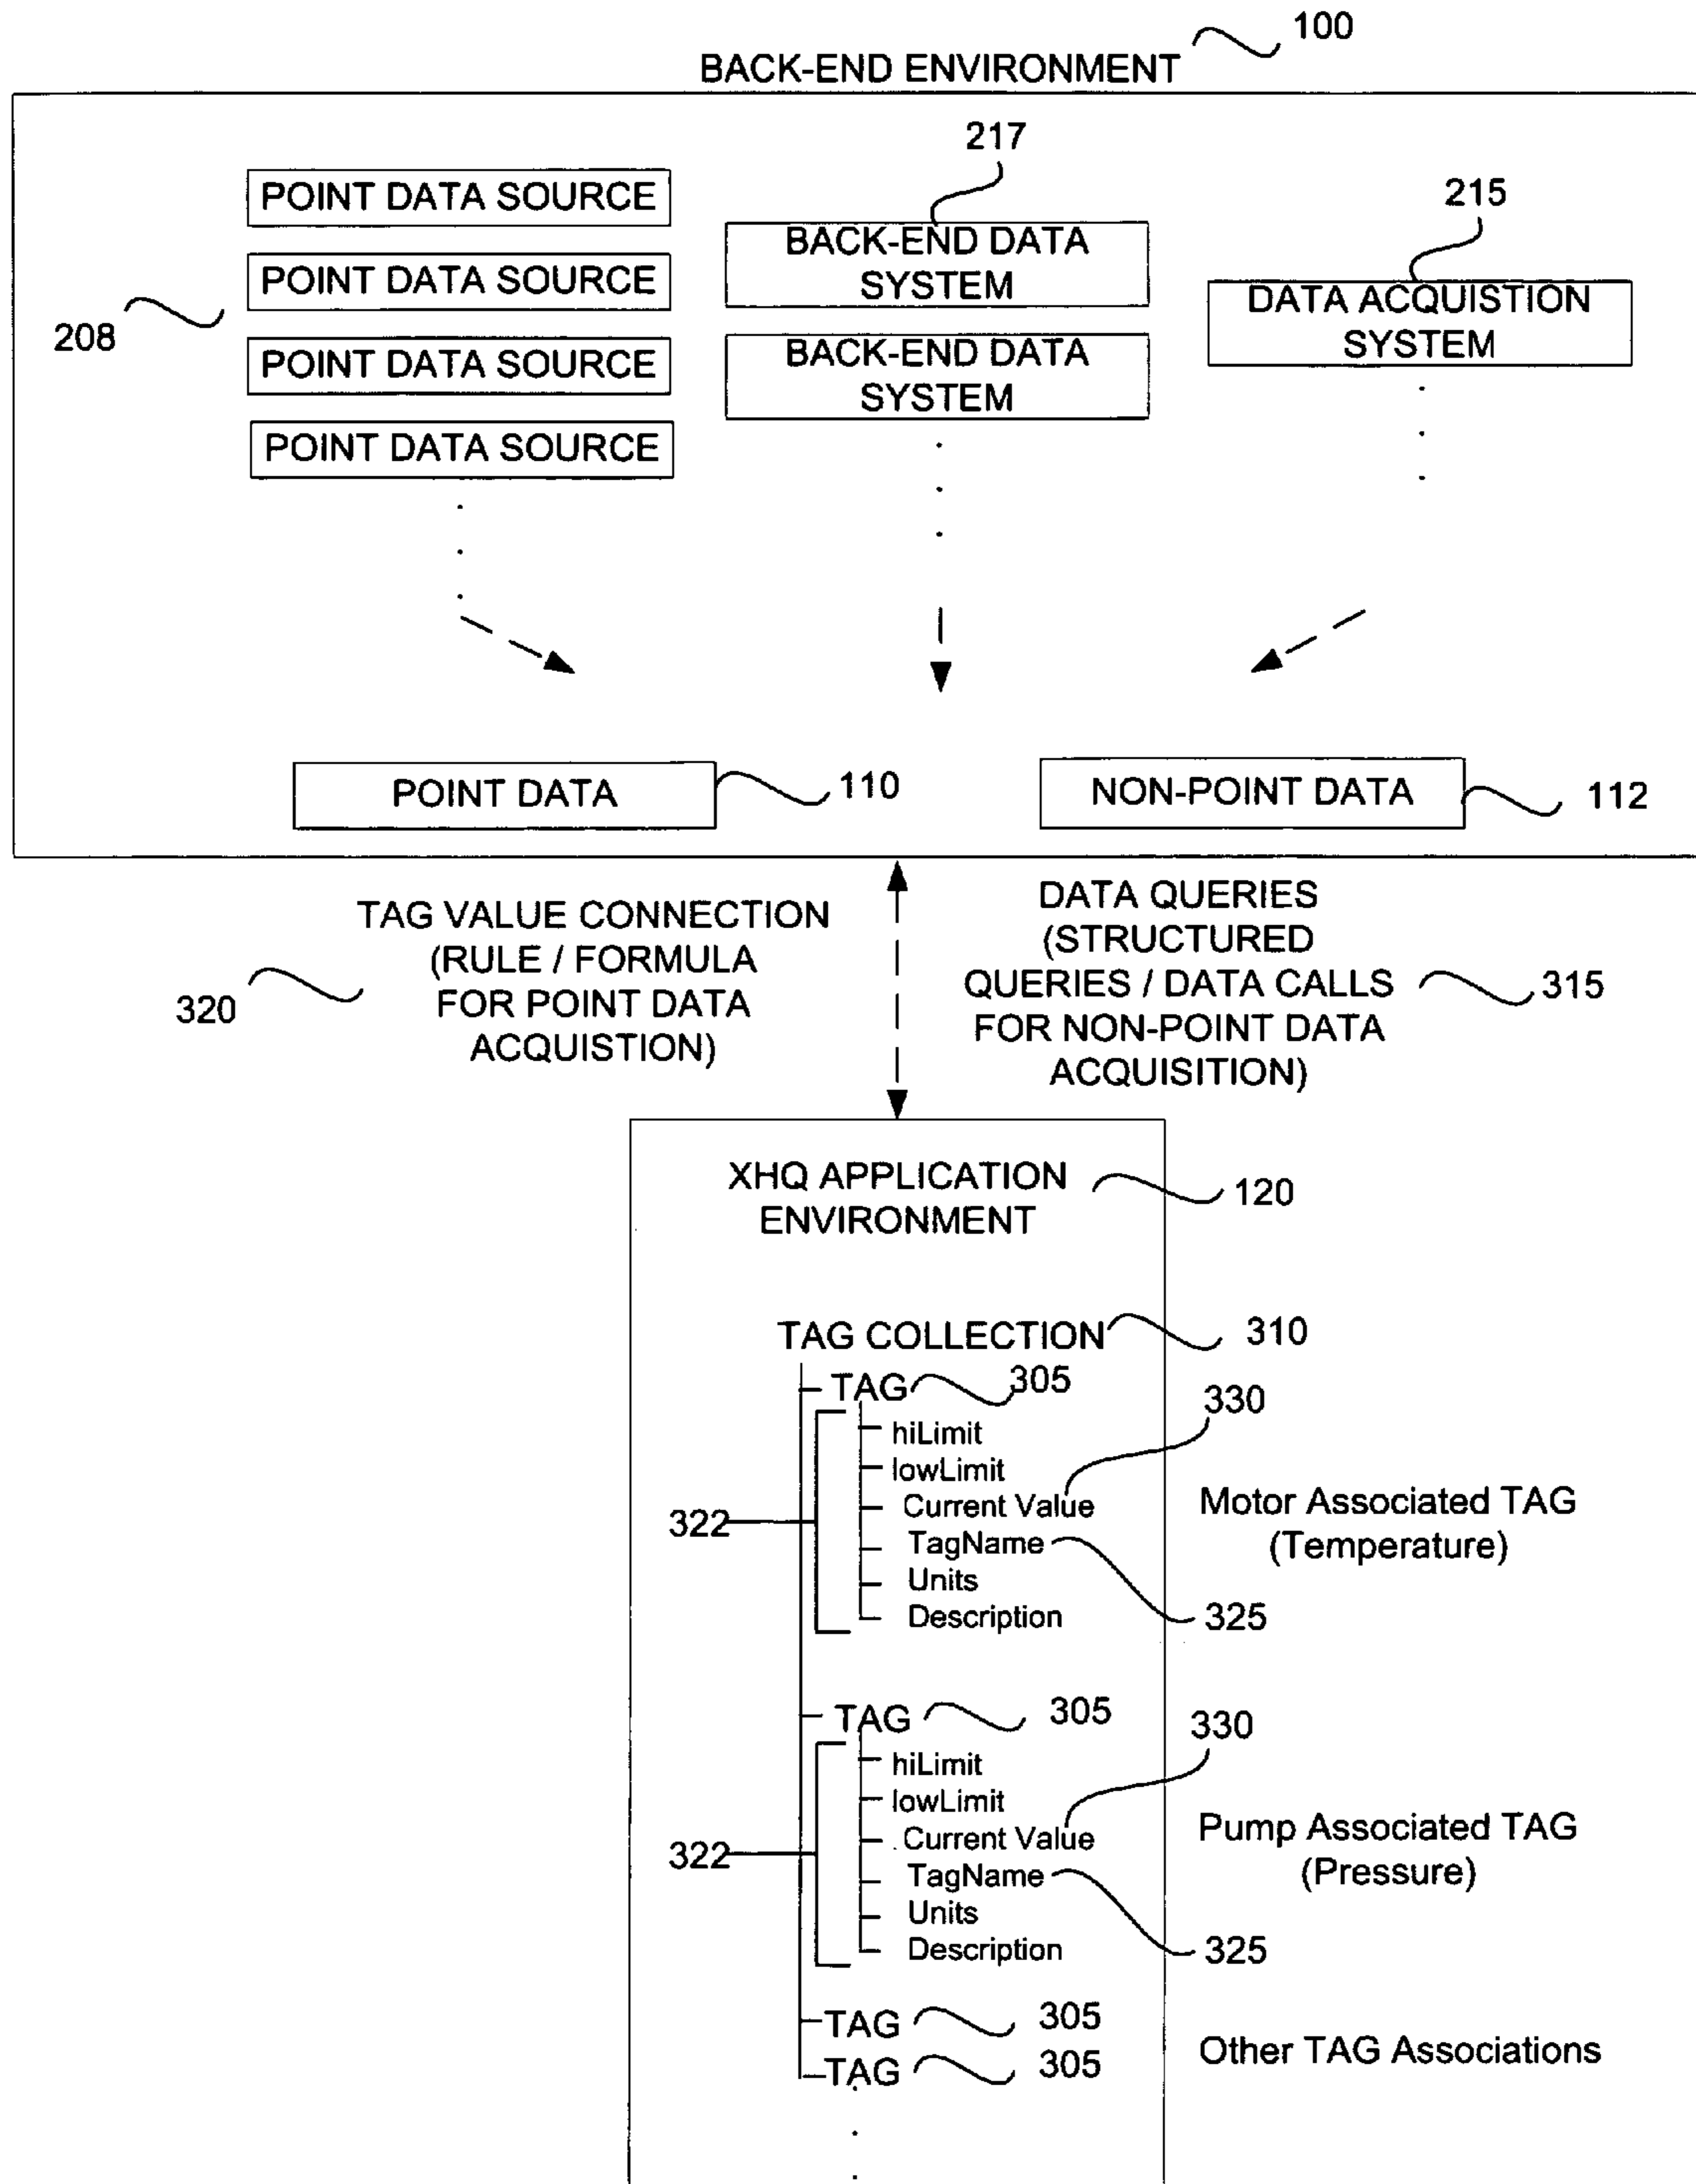 100
BACK-END ENVIRONMENT
217
215
POINT DATA SOURCE
BACK-END DATA
SYSTEM
POINT DATA SOURCE
DATA ACQUISTION
SYSTEM
208
POINT DATA SOURCE
BACK-END DATA
SYSTEM
POINT DATA SOURCE
POINT DATA
110
NON-POINT DATA
112
TAG VALUE CONNECTION
(RULE / FORMULA
FOR POINT DATA
ACQUISTION)
320
DATA QUERIES
(STRUCTURED
QUERIES / DATA CALLS
FOR NON-POINT DATA
ACQUISITION)
315
XHQ APPLICATION
ENVIRONMENT
120
TAG COLLECTION
310
TAG
305
330
hiLimit
lowLimit
Current Value
TagName
Units
Description
322
325
Motor Associated TAG
(Temperature)
TAG
305
330
hiLimit
lowLimit
Current Value
TagName
Units
Description
322
325
Pump Associated TAG
(Pressure)
TAG
305
TAG
305
Other TAG Associations